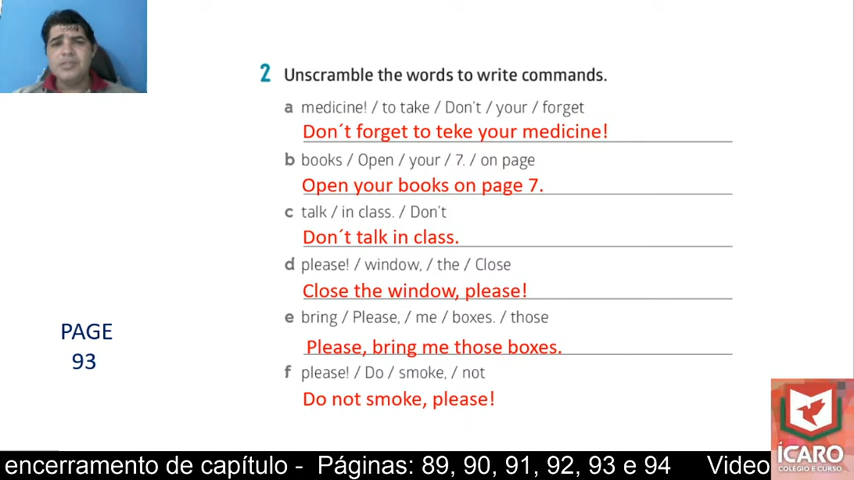 2 Unscramble the words to write commands.
a medicine! / to take / Don't / your / forget
Don´t forget to teke your medicine!
b books / Open / your / 7. / on page
Open your books on page 7.
c talk / in class. / Don't
Don´t talk in class.
d please! / window, / the / Close
Close the window, please!
e bring / Please, / me / boxes. / those
Please, bring me those boxes.
f please! / Do / smoke, / not
Do not smoke, please!
PAGE
93
ÍCARO
COLÉGIO E CURSO
encerramento de capítulo - Páginas: 89, 90, 91, 92, 93 e 94 Video